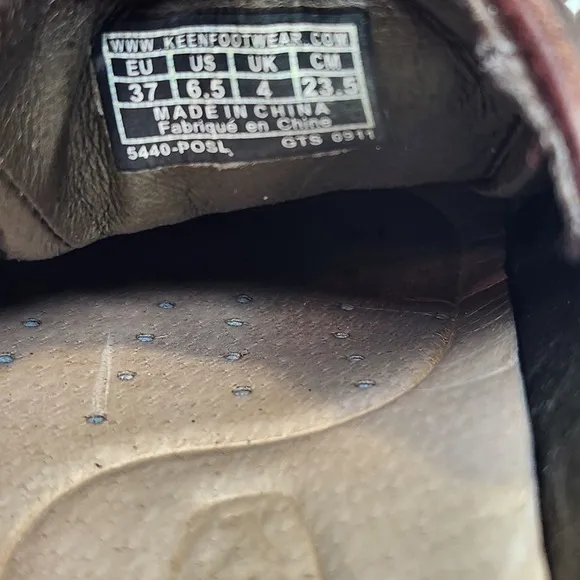 WWW. KEENFOOTWEAR. COM
EU US UK CM
37 6.5 4 23.5
MADE IN CHINA
Fabriqué en Chine
5440-POSL GTS 0911